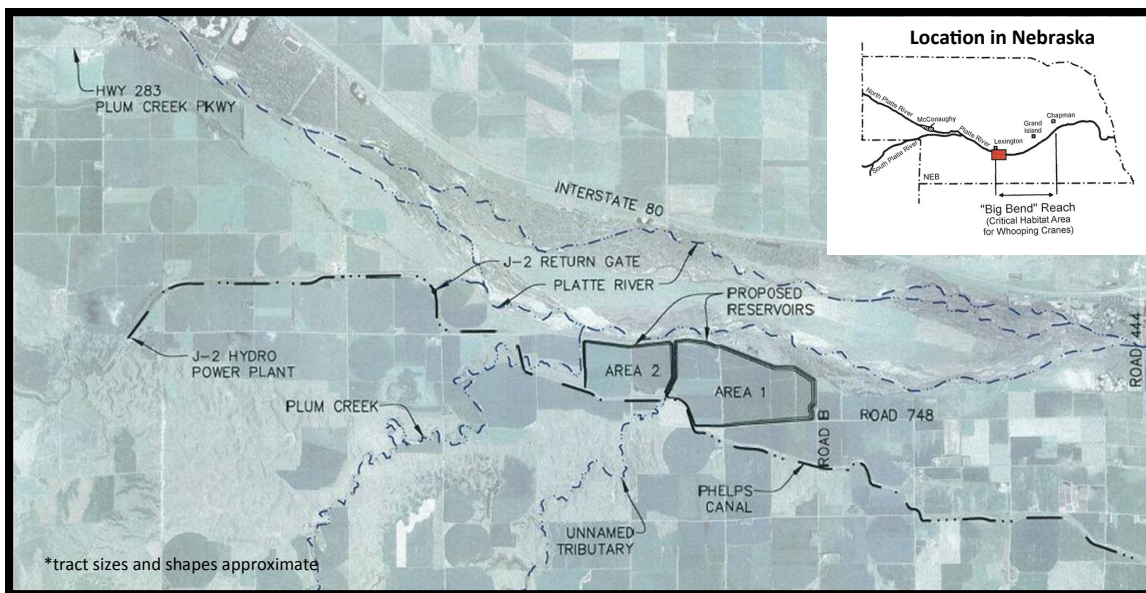 Location in Nebraska
North Platte River
McConaughy
South Platte River
Platte River
Lexington
Grand
Island
Chapman
NEB
"Big Bend" Reach
(Critical Habitat Area
for Whooping Cranes)
HWY 283
PLUM CREEK PKWY
INTERSTATE 80
J-2 RETURN GATE
PLATTE RIVER
PROPOSED
RESERVOIRS
J-2 HYDRO
POWER PLANT
AREA 2
AREA 1
ROAD 444
PLUM CREEK
ROAD 748
ROAD B
PHELPS
CANAL
UNNAMED
TRIBUTARY
*tract sizes and shapes approximate